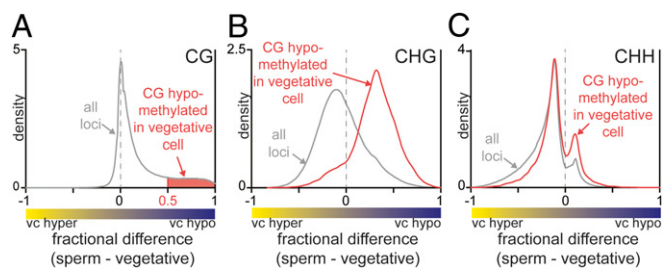 A
CG
5
density
0
all
loci
CG hypo-
methylated
in vegetative
cell
-1
0
0.5
1
vc hyper
vc hypo
fractional difference
(sperm - vegetative)
B
CHG
2.5
density
0
CG hypo-
methylated
in vegetative
cell
all
loci
-1
0
1
vc hyper
vc hypo
fractional difference
(sperm - vegetative)
C
CHH
4
density
0
all
loci
CG hypo-
methylated
in vegetative
cell
-1
0
1
vc hyper
vc hypo
fractional difference
(sperm - vegetative)